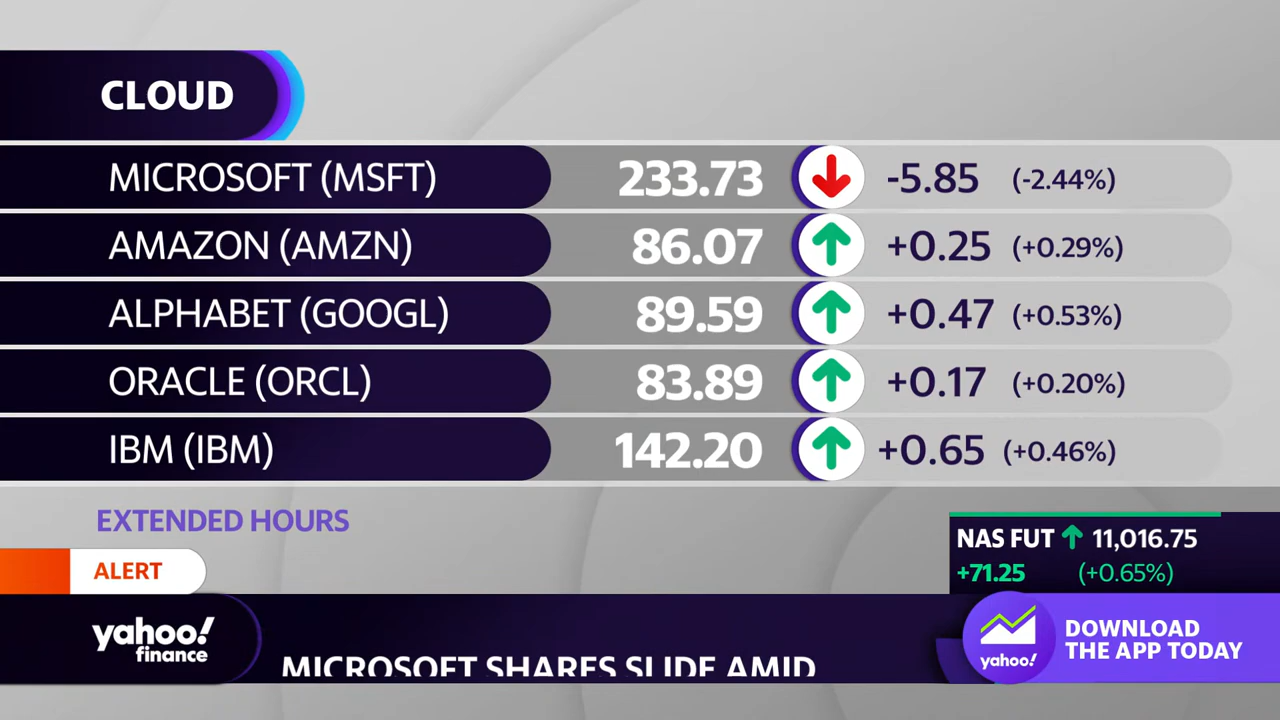 CLOUD
MICROSOFT (MSFT) 233.73 -5.85 (-2.44%)
AMAZON (AMZN) 86.07 +0.25 (+0.29%)
ALPHABET (GOOGL) 89.59 +0.47 (+0.53%)
ORACLE (ORCL) 83.89 +0.17 (+0.20%)
IBM (IBM) 142.20 +0.65 (+0.46%)
EXTENDED HOURS
NAS FUT 11,016.75
+71.25 (+0.65%)
ALERT
yahoo!
finance
MICROSOFT SHARES SLIDE AMID
yahoo!
DOWNLOAD
THE APP TODAY